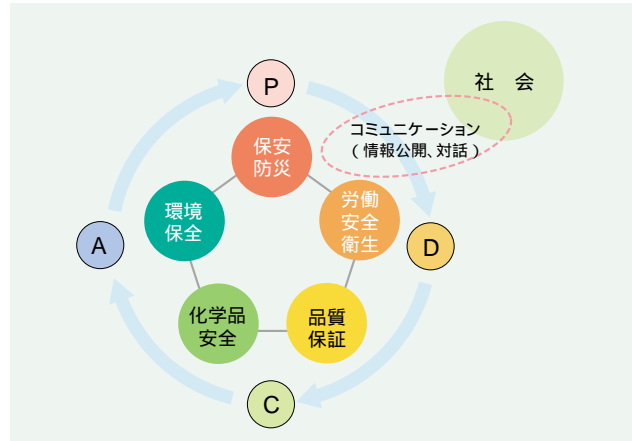 社　会
P
コミュニケーション
（情報公開、対話）
保安
防災
労働
安全
衛生
環境
保全
A
D
化学品
安全
品質
保証
C